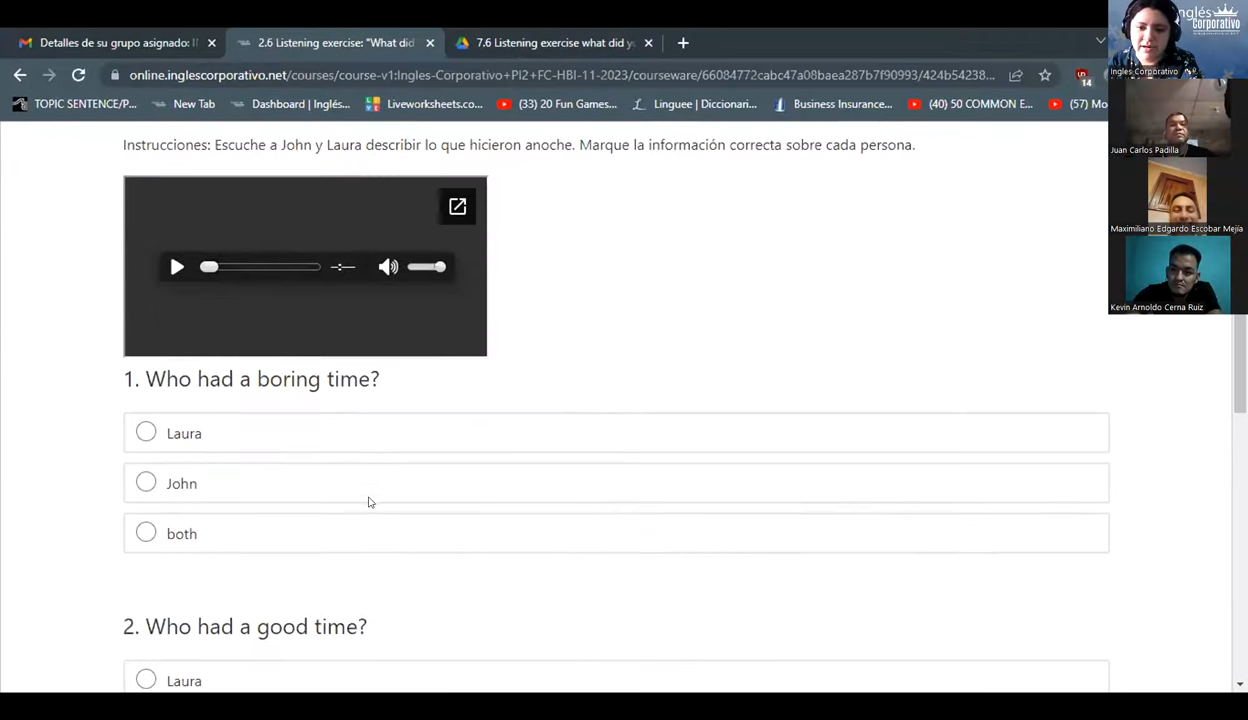 Detalles de su grupo asignado: I
2.6 Listening exercise: "What did
7.6 Listening exercise what did y
online.inglescorporativo.net/courses/course-v1:Ingles-Corporativo+PI2+FC-HBI-11-2023/courseware/66084772cabc47a08baea287b7f90993/424b54238...
14
TOPIC SENTENCE/P...
New Tab
Dashboard | Inglés...
Liveworksheets.co...
(33) 20 Fun Games...
Linguee | Diccionari...
Business Insurance...
(40) 50 COMMON E...
(57) Mo
Inglés
Corporativo
Ingles Corporativo
Juan Carlos Padilla
Maximiliano Edgardo Escobar Mejía
Kevin Arnoldo Cerna Ruiz
Instrucciones: Escuche a John y Laura describir lo que hicieron anoche. Marque la información correcta sobre cada persona.
1. Who had a boring time?
Laura
John
both
2. Who had a good time?
Laura